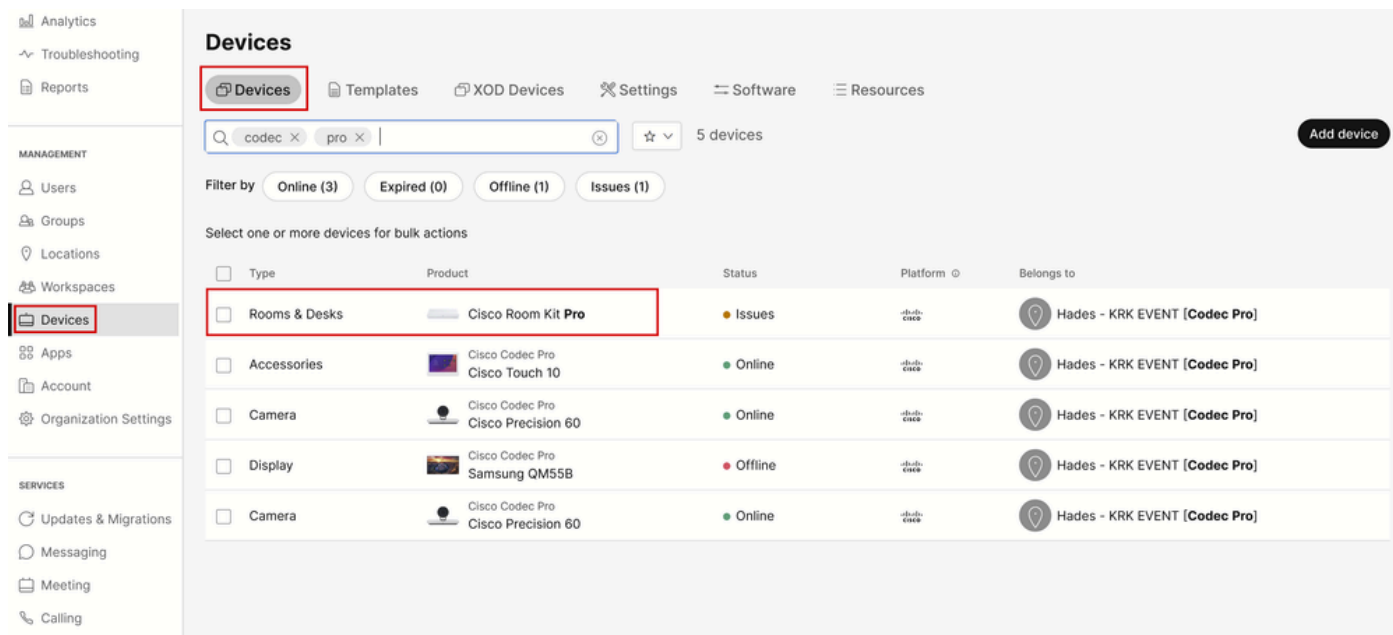 Analytics
Troubleshooting
Reports
MANAGEMENT
Users
Groups
Locations
Workspaces
Devices
Apps
Account
Organization Settings
SERVICES
Updates & Migrations
Messaging
Meeting
Calling
Devices
Devices Templates XOD Devices Settings Software Resources
codec pro 5 devices Add device
Filter by Online (3) Expired (0) Offline (1) Issues (1)
Select one or more devices for bulk actions
Type Product Status Platform Belongs to
Rooms & Desks Cisco Room Kit Pro Issues CISCO Hades - KRK EVENT [Codec Pro]
Cisco Codec Pro
Accessories Cisco Touch 10 Online CISCO Hades - KRK EVENT [Codec Pro]
Cisco Codec Pro
Camera Cisco Precision 60 Online CISCO Hades - KRK EVENT [Codec Pro]
Cisco Codec Pro
Display Samsung QM55B Offline CISCO Hades - KRK EVENT [Codec Pro]
Cisco Codec Pro
Camera Cisco Precision 60 Online CISCO Hades - KRK EVENT [Codec Pro]